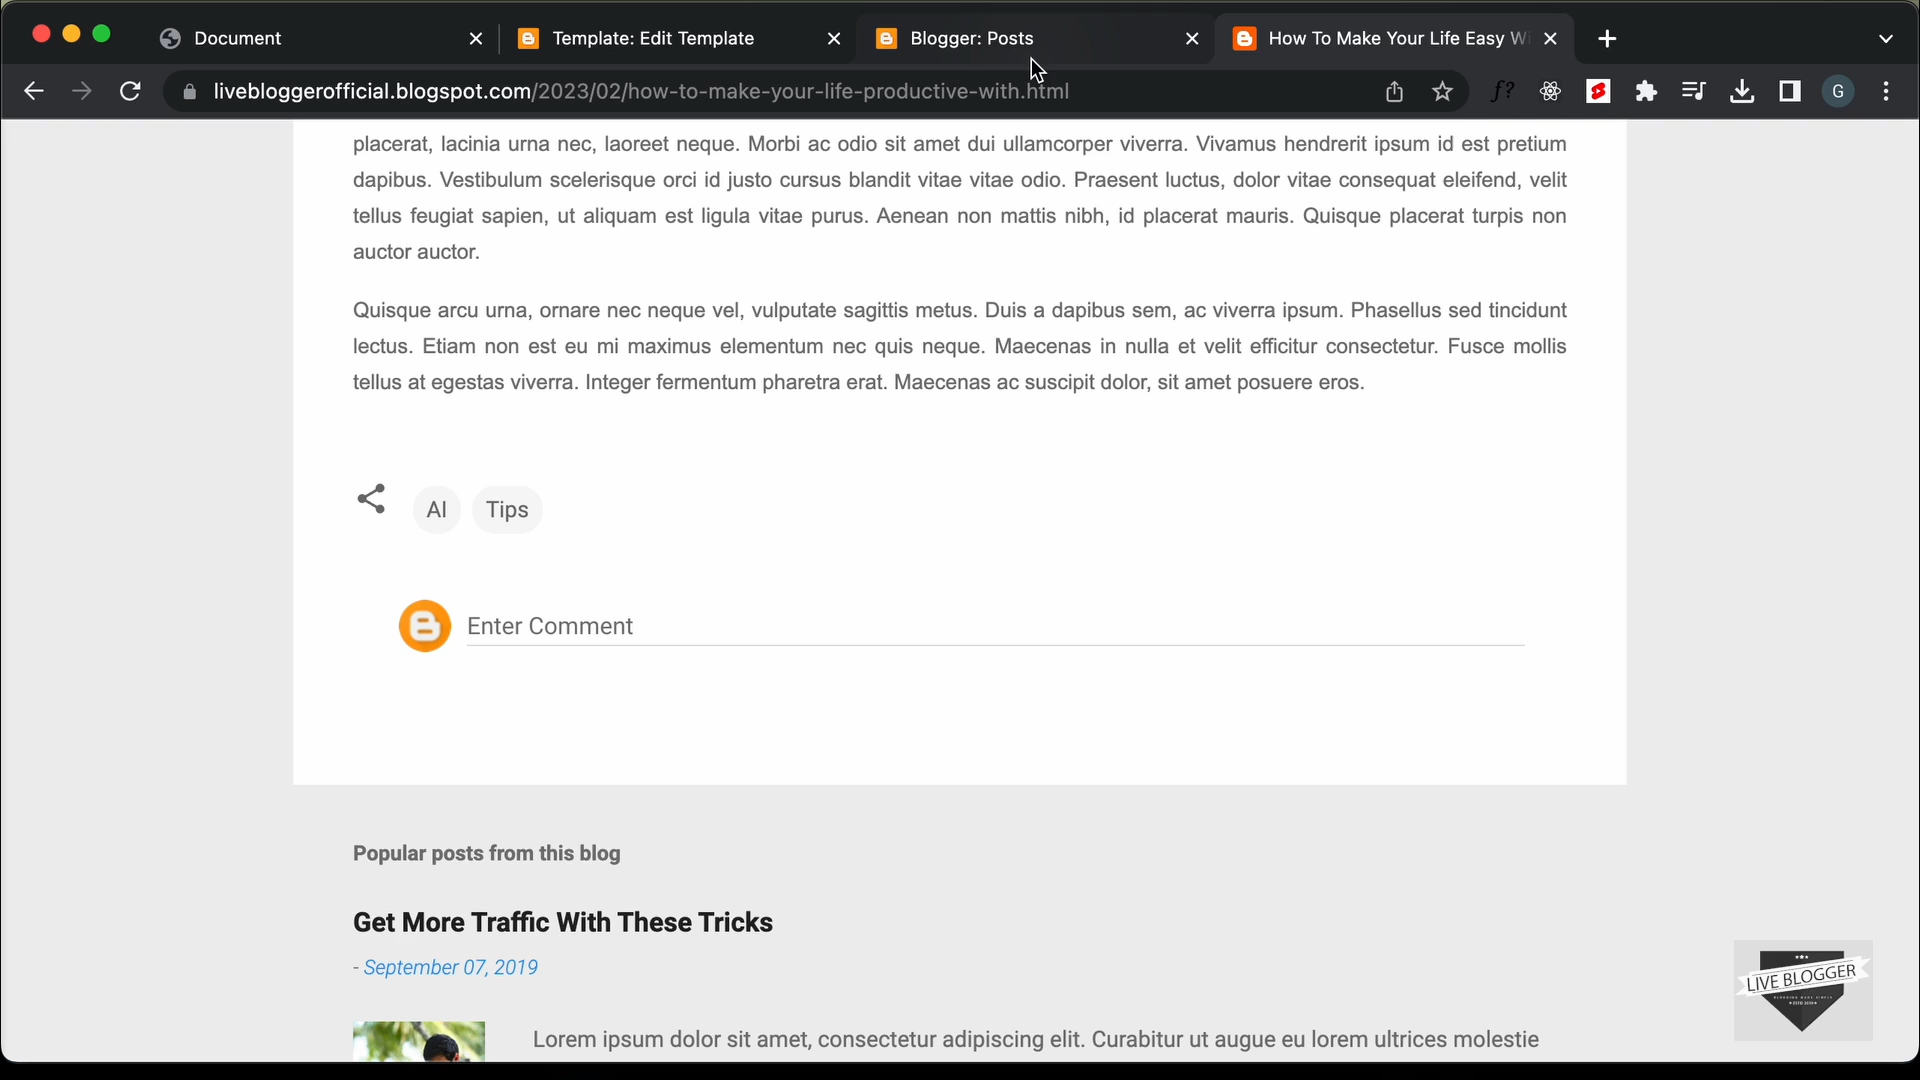 Document
Template: Edit Template
Blogger: Posts
How To Make Your Life Easy Wi
livebloggerofficial.blogspot.com/2023/02/how-to-make-your-life-productive-with.html
f?
G
placerat, lacinia urna nec, laoreet neque. Morbi ac odio sit amet dui ullamcorper viverra. Vivamus hendrerit ipsum id est pretium
dapibus. Vestibulum scelerisque orci id justo cursus blandit vitae vitae odio. Praesent luctus, dolor vitae consequat eleifend, velit
tellus feugiat sapien, ut aliquam est ligula vitae purus. Aenean non mattis nibh, id placerat mauris. Quisque placerat turpis non
auctor auctor.
Quisque arcu urna, ornare nec neque vel, vulputate sagittis metus. Duis a dapibus sem, ac viverra ipsum. Phasellus sed tincidunt
lectus. Etiam non est eu mi maximus elementum nec quis neque. Maecenas in nulla et velit efficitur consectetur. Fusce mollis
tellus at egestas viverra. Integer fermentum pharetra erat. Maecenas ac suscipit dolor, sit amet posuere eros.
AI Tips
Enter Comment
Popular posts from this blog
Get More Traffic With These Tricks
- September 07, 2019
Lorem ipsum dolor sit amet, consectetur adipiscing elit. Curabitur ut augue eu lorem ultrices molestie
LIVE BLOGGER